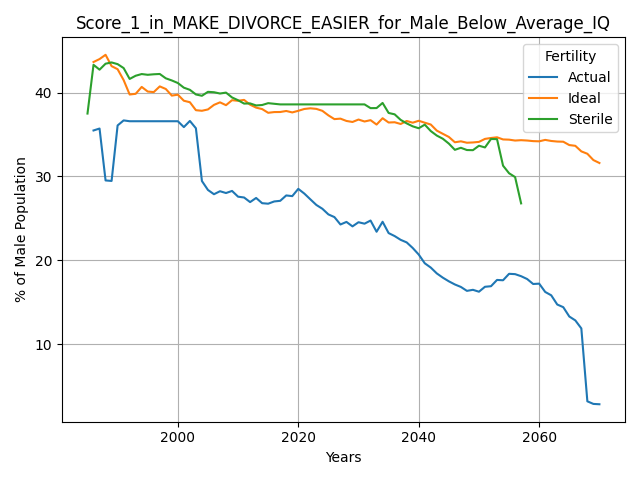 Score_1_in_MAKE_DIVORCE_EASIER_for_Male_Below_Average_IQ
Fertility
Actual
Ideal
Sterile
% of Male Population
40
30
20
10
2000
2020
2040
2060
Years